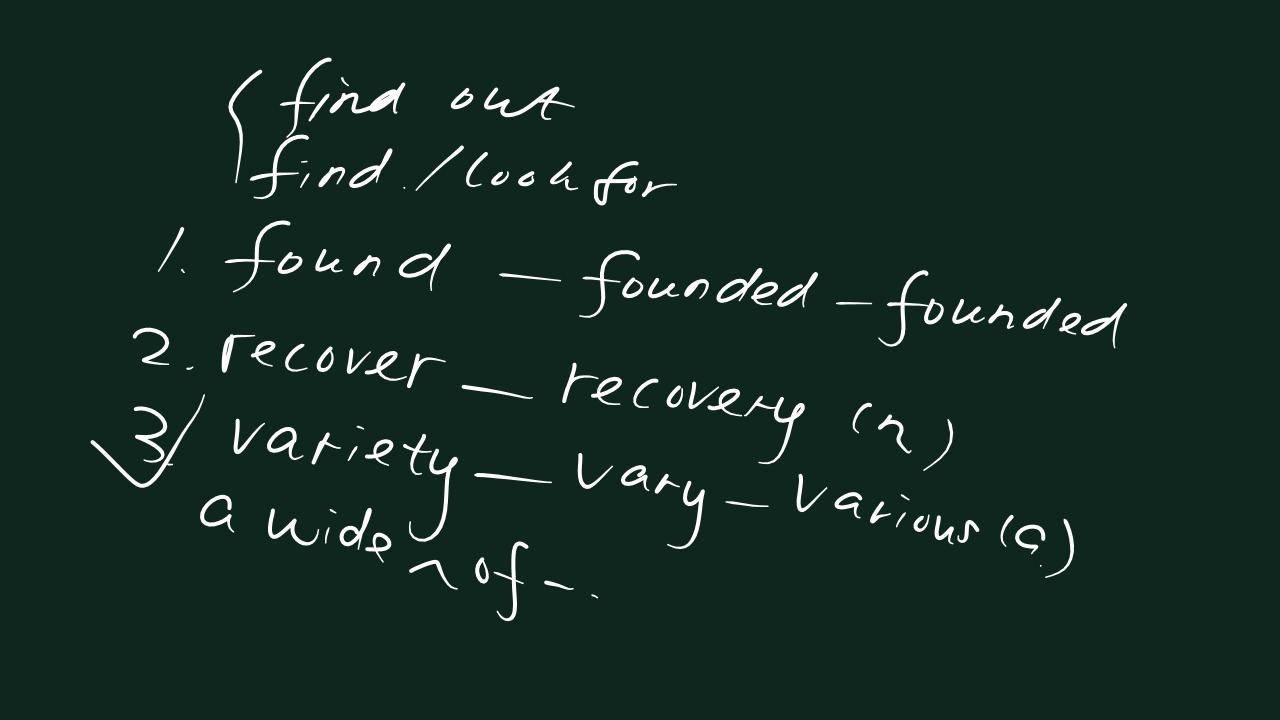 find out
find. / look for
1. found — founded — founded
2. recover — recovery (n)
3. variety — vary — various (a)
a wide ~ of -.